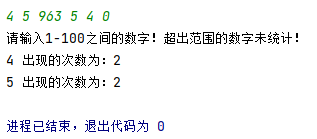 4 5 963 5 4 0
请输入1-100之间的数字！超出范围的数字未统计！
4 出现的次数为：2
5 出现的次数为：2
进程已结束，退出代码为 0